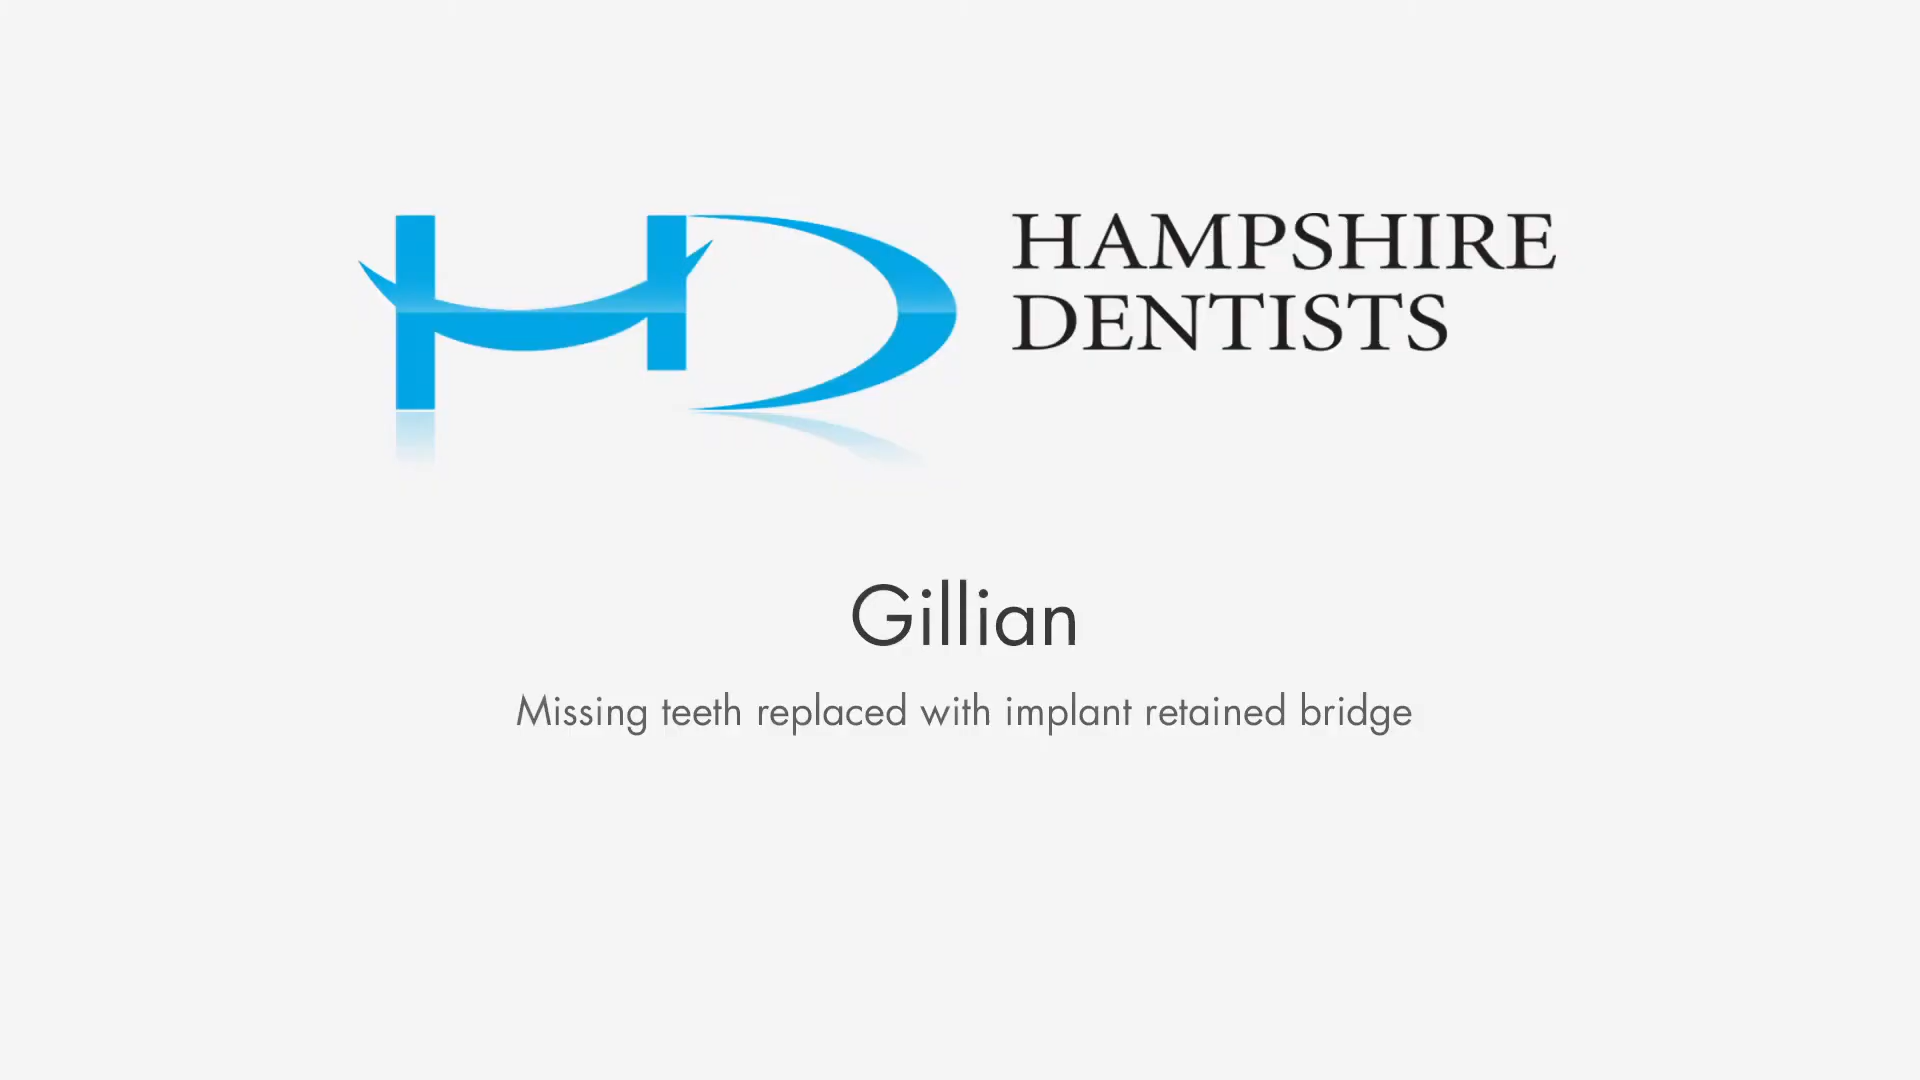 HAMPSHIRE
DENTISTS
Gillian
Missing teeth replaced with implant retained bridge